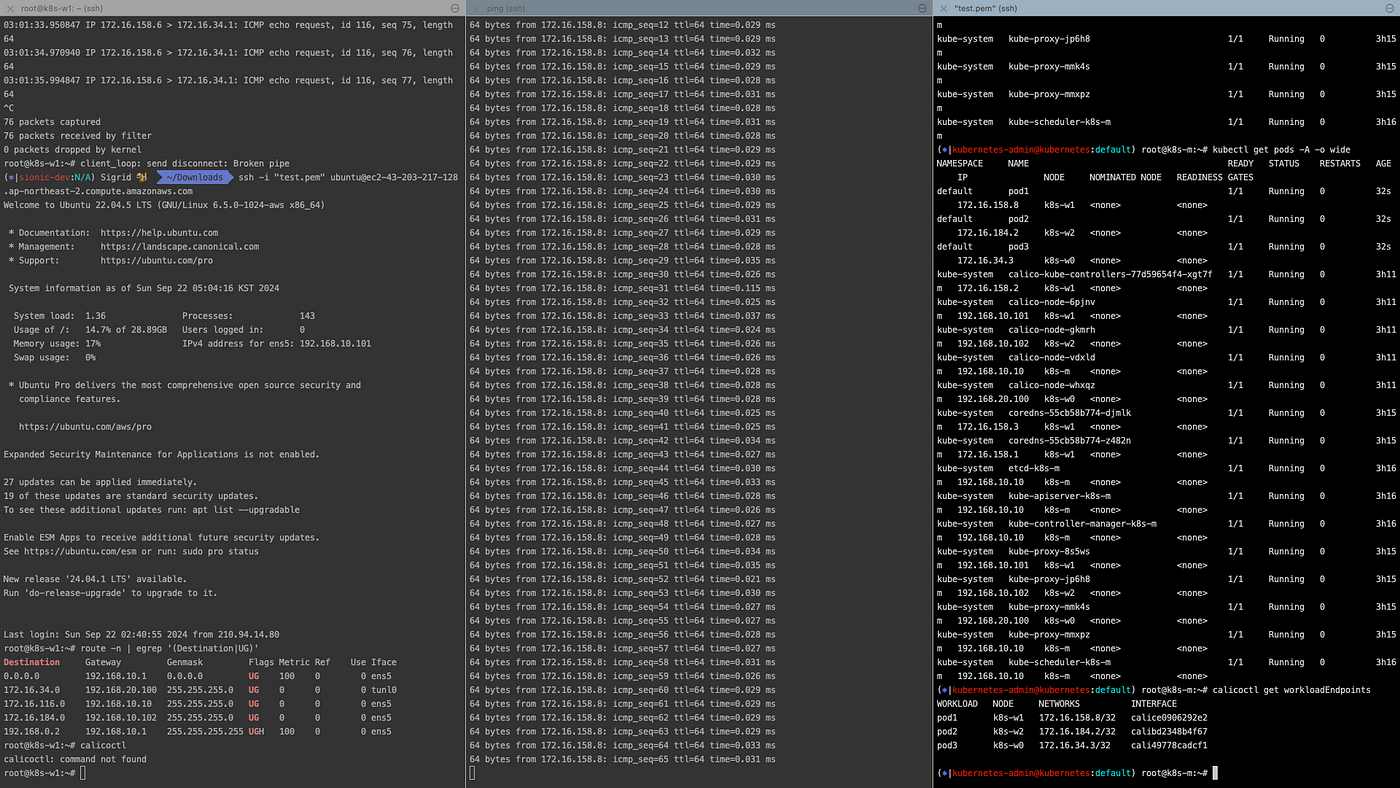 root@k8s-w1: ~ (ssh)
03:01:33.950847 IP 172.16.158.6 > 172.16.34.1: ICMP echo request, id 116, seq 75, length
64
03:01:34.970940 IP 172.16.158.6 > 172.16.34.1: ICMP echo request, id 116, seq 76, length
64
03:01:35.994847 IP 172.16.158.6 > 172.16.34.1: ICMP echo request, id 116, seq 77, length
64
^C
76 packets captured
76 packets received by filter
0 packets dropped by kernel
root@k8s-w1:~# client_loop: send disconnect: Broken pipe
(⎈|sionic-dev:N/A) Sigrid ~/Downloads ssh -i "test.pem" ubuntu@ec2-43-203-217-128
.ap-northeast-2.compute.amazonaws.com
Welcome to Ubuntu 22.04.5 LTS (GNU/Linux 6.5.0-1024-aws x86_64)
* Documentation: https://help.ubuntu.com
* Management: https://landscape.canonical.com
* Support: https://ubuntu.com/pro
System information as of Sun Sep 22 05:04:16 KST 2024
System load: 1.36 Processes: 143
Usage of /: 14.7% of 28.89GB Users logged in: 0
Memory usage: 17% IPv4 address for ens5: 192.168.10.101
Swap usage: 0%
* Ubuntu Pro delivers the most comprehensive open source security and
compliance features.
https://ubuntu.com/aws/pro
Expanded Security Maintenance for Applications is not enabled.
27 updates can be applied immediately.
19 of these updates are standard security updates.
To see these additional updates run: apt list --upgradable
Enable ESM Apps to receive additional future security updates.
See https://ubuntu.com/esm or run: sudo pro status
New release '24.04.1 LTS' available.
Run 'do-release-upgrade' to upgrade to it.
Last login: Sun Sep 22 02:40:55 2024 from 210.94.14.80
root@k8s-w1:~# route -n | egrep '(Destination|UG)'
Destination Gateway Genmask Flags Metric Ref Use Iface
0.0.0.0 192.168.10.1 0.0.0.0 UG 100 0 0 ens5
172.16.34.0 192.168.20.100 255.255.255.0 UG 0 0 0 tunl0
172.16.116.0 192.168.10.10 255.255.255.0 UG 0 0 0 ens5
172.16.184.0 192.168.10.102 255.255.255.0 UG 0 0 0 ens5
192.168.0.2 192.168.10.1 255.255.255.255 UGH 100 0 0 ens5
root@k8s-w1:~# calicoctl
calicoctl: command not found
root@k8s-w1:~#
ping (ssh)
64 bytes from 172.16.158.8: icmp_seq=12 ttl=64 time=0.029 ms
64 bytes from 172.16.158.8: icmp_seq=13 ttl=64 time=0.029 ms
64 bytes from 172.16.158.8: icmp_seq=14 ttl=64 time=0.032 ms
64 bytes from 172.16.158.8: icmp_seq=15 ttl=64 time=0.029 ms
64 bytes from 172.16.158.8: icmp_seq=16 ttl=64 time=0.028 ms
64 bytes from 172.16.158.8: icmp_seq=17 ttl=64 time=0.031 ms
64 bytes from 172.16.158.8: icmp_seq=18 ttl=64 time=0.028 ms
64 bytes from 172.16.158.8: icmp_seq=19 ttl=64 time=0.031 ms
64 bytes from 172.16.158.8: icmp_seq=20 ttl=64 time=0.028 ms
64 bytes from 172.16.158.8: icmp_seq=21 ttl=64 time=0.029 ms
64 bytes from 172.16.158.8: icmp_seq=22 ttl=64 time=0.029 ms
64 bytes from 172.16.158.8: icmp_seq=23 ttl=64 time=0.030 ms
64 bytes from 172.16.158.8: icmp_seq=24 ttl=64 time=0.030 ms
64 bytes from 172.16.158.8: icmp_seq=25 ttl=64 time=0.029 ms
64 bytes from 172.16.158.8: icmp_seq=26 ttl=64 time=0.031 ms
64 bytes from 172.16.158.8: icmp_seq=27 ttl=64 time=0.029 ms
64 bytes from 172.16.158.8: icmp_seq=28 ttl=64 time=0.028 ms
64 bytes from 172.16.158.8: icmp_seq=29 ttl=64 time=0.035 ms
64 bytes from 172.16.158.8: icmp_seq=30 ttl=64 time=0.026 ms
64 bytes from 172.16.158.8: icmp_seq=31 ttl=64 time=0.115 ms
64 bytes from 172.16.158.8: icmp_seq=32 ttl=64 time=0.025 ms
64 bytes from 172.16.158.8: icmp_seq=33 ttl=64 time=0.037 ms
64 bytes from 172.16.158.8: icmp_seq=34 ttl=64 time=0.024 ms
64 bytes from 172.16.158.8: icmp_seq=35 ttl=64 time=0.026 ms
64 bytes from 172.16.158.8: icmp_seq=36 ttl=64 time=0.026 ms
64 bytes from 172.16.158.8: icmp_seq=37 ttl=64 time=0.028 ms
64 bytes from 172.16.158.8: icmp_seq=38 ttl=64 time=0.028 ms
64 bytes from 172.16.158.8: icmp_seq=39 ttl=64 time=0.028 ms
64 bytes from 172.16.158.8: icmp_seq=40 ttl=64 time=0.025 ms
64 bytes from 172.16.158.8: icmp_seq=41 ttl=64 time=0.025 ms
64 bytes from 172.16.158.8: icmp_seq=42 ttl=64 time=0.034 ms
64 bytes from 172.16.158.8: icmp_seq=43 ttl=64 time=0.027 ms
64 bytes from 172.16.158.8: icmp_seq=44 ttl=64 time=0.030 ms
64 bytes from 172.16.158.8: icmp_seq=45 ttl=64 time=0.033 ms
64 bytes from 172.16.158.8: icmp_seq=46 ttl=64 time=0.028 ms
64 bytes from 172.16.158.8: icmp_seq=47 ttl=64 time=0.026 ms
64 bytes from 172.16.158.8: icmp_seq=48 ttl=64 time=0.027 ms
64 bytes from 172.16.158.8: icmp_seq=49 ttl=64 time=0.028 ms
64 bytes from 172.16.158.8: icmp_seq=50 ttl=64 time=0.034 ms
64 bytes from 172.16.158.8: icmp_seq=51 ttl=64 time=0.035 ms
64 bytes from 172.16.158.8: icmp_seq=52 ttl=64 time=0.021 ms
64 bytes from 172.16.158.8: icmp_seq=53 ttl=64 time=0.030 ms
64 bytes from 172.16.158.8: icmp_seq=54 ttl=64 time=0.027 ms
64 bytes from 172.16.158.8: icmp_seq=55 ttl=64 time=0.027 ms
64 bytes from 172.16.158.8: icmp_seq=56 ttl=64 time=0.028 ms
64 bytes from 172.16.158.8: icmp_seq=57 ttl=64 time=0.027 ms
64 bytes from 172.16.158.8: icmp_seq=58 ttl=64 time=0.031 ms
64 bytes from 172.16.158.8: icmp_seq=59 ttl=64 time=0.026 ms
64 bytes from 172.16.158.8: icmp_seq=60 ttl=64 time=0.029 ms
64 bytes from 172.16.158.8: icmp_seq=61 ttl=64 time=0.029 ms
64 bytes from 172.16.158.8: icmp_seq=62 ttl=64 time=0.029 ms
64 bytes from 172.16.158.8: icmp_seq=63 ttl=64 time=0.029 ms
64 bytes from 172.16.158.8: icmp_seq=64 ttl=64 time=0.033 ms
64 bytes from 172.16.158.8: icmp_seq=65 ttl=64 time=0.031 ms
"test.pem" (ssh)
m
kube-system kube-proxy-jp6h8 1/1 Running 0 3h15
m
kube-system kube-proxy-mmk4s 1/1 Running 0 3h15
m
kube-system kube-proxy-mmxpz 1/1 Running 0 3h15
m
kube-system kube-scheduler-k8s-m 1/1 Running 0 3h16
m
(⎈|kubernetes-admin@kubernetes:default) root@k8s-m:~# kubectl get pods -A -o wide
NAMESPACE NAME READY STATUS RESTARTS AGE
IP NODE NOMINATED NODE READINESS GATES
default pod1 1/1 Running 0 32s
172.16.158.8 k8s-w1 <none> <none>
default pod2 1/1 Running 0 32s
172.16.184.2 k8s-w2 <none> <none>
default pod3 1/1 Running 0 32s
172.16.34.3 k8s-w0 <none> <none>
kube-system calico-kube-controllers-77d59654f4-xgt7f 1/1 Running 0 3h11
m 172.16.158.2 k8s-w1 <none> <none>
kube-system calico-node-6pjnv 1/1 Running 0 3h11
m 192.168.10.101 k8s-w1 <none> <none>
kube-system calico-node-gkmrh 1/1 Running 0 3h11
m 192.168.10.102 k8s-w2 <none> <none>
kube-system calico-node-vdxld 1/1 Running 0 3h11
m 192.168.10.10 k8s-m <none> <none>
kube-system calico-node-whxqz 1/1 Running 0 3h11
m 192.168.20.100 k8s-w0 <none> <none>
kube-system coredns-55cb58b774-djmlk 1/1 Running 0 3h15
m 172.16.158.3 k8s-w1 <none> <none>
kube-system coredns-55cb58b774-z482n 1/1 Running 0 3h15
m 172.16.158.1 k8s-w1 <none> <none>
kube-system etcd-k8s-m 1/1 Running 0 3h16
m 192.168.10.10 k8s-m <none> <none>
kube-system kube-apiserver-k8s-m 1/1 Running 0 3h16
m 192.168.10.10 k8s-m <none> <none>
kube-system kube-controller-manager-k8s-m 1/1 Running 0 3h16
m 192.168.10.10 k8s-m <none> <none>
kube-system kube-proxy-8s5ws 1/1 Running 0 3h15
m 192.168.10.101 k8s-w1 <none> <none>
kube-system kube-proxy-jp6h8 1/1 Running 0 3h15
m 192.168.10.102 k8s-w2 <none> <none>
kube-system kube-proxy-mmk4s 1/1 Running 0 3h15
m 192.168.20.100 k8s-w0 <none> <none>
kube-system kube-proxy-mmxpz 1/1 Running 0 3h15
m 192.168.10.10 k8s-m <none> <none>
kube-system kube-scheduler-k8s-m 1/1 Running 0 3h16
m 192.168.10.10 k8s-m <none> <none>
(⎈|kubernetes-admin@kubernetes:default) root@k8s-m:~# calicoctl get workloadEndpoints
WORKLOAD NODE NETWORKS INTERFACE
pod1 k8s-w1 172.16.158.8/32 calice0906292e2
pod2 k8s-w2 172.16.184.2/32 calibd2348b4f67
pod3 k8s-w0 172.16.34.3/32 cali49778cadcf1
(⎈|kubernetes-admin@kubernetes:default) root@k8s-m:~#